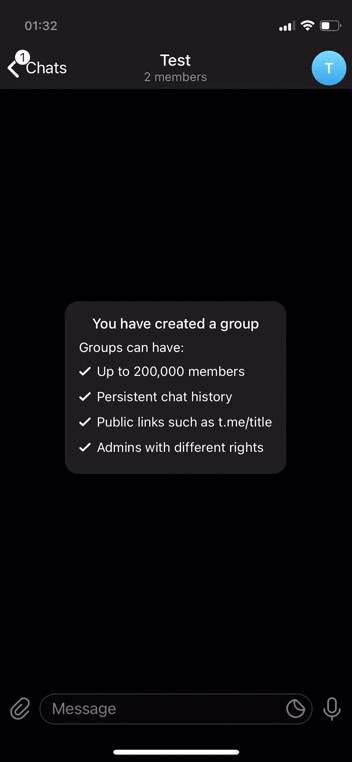 01:32
1
Chats
Test
2 members
T
You have created a group
Groups can have:
Up to 200,000 members
Persistent chat history
Public links such as t.me/title
Admins with different rights
Message